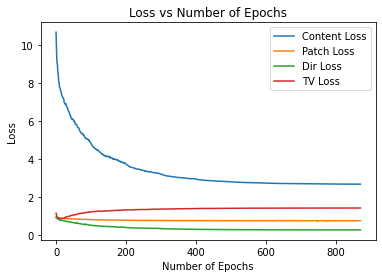 Loss vs Number of Epochs
Content Loss
Patch Loss
Dir Loss
TV Loss
Loss
10
8
6
4
2
0
0 200 400 600 800
Number of Epochs